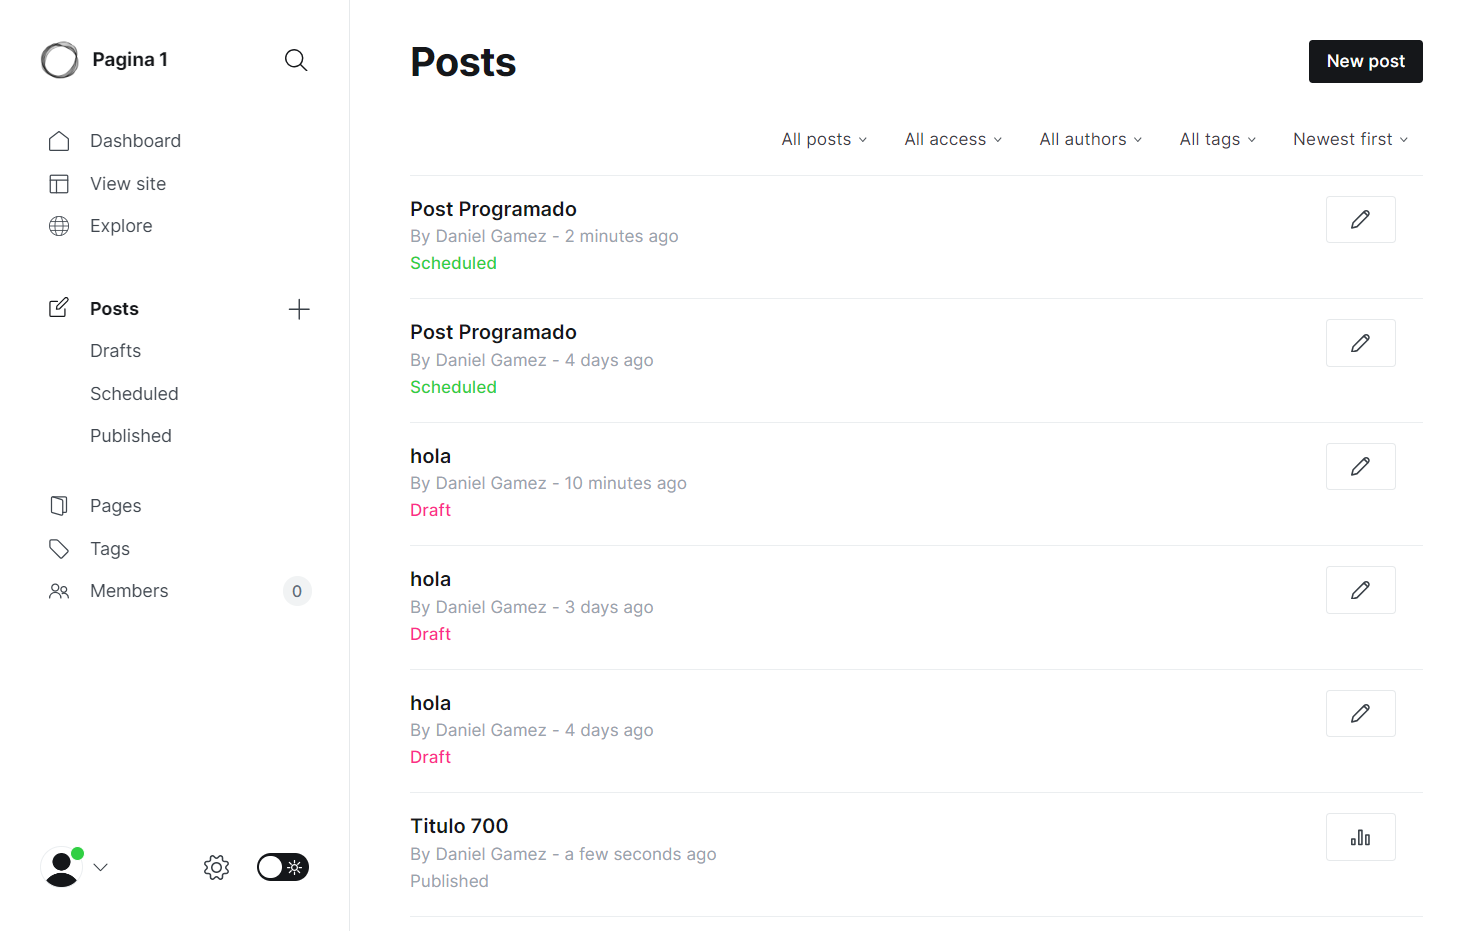 Pagina 1
Dashboard
View site
Explore
Posts
Drafts
Scheduled
Published
Pages
Tags
Members 0
Posts
New post
All posts All access All authors All tags Newest first
Post Programado
By Daniel Gamez - 2 minutes ago
Scheduled
Post Programado
By Daniel Gamez - 4 days ago
Scheduled
hola
By Daniel Gamez - 10 minutes ago
Draft
hola
By Daniel Gamez - 3 days ago
Draft
hola
By Daniel Gamez - 4 days ago
Draft
Titulo 700
By Daniel Gamez - a few seconds ago
Published